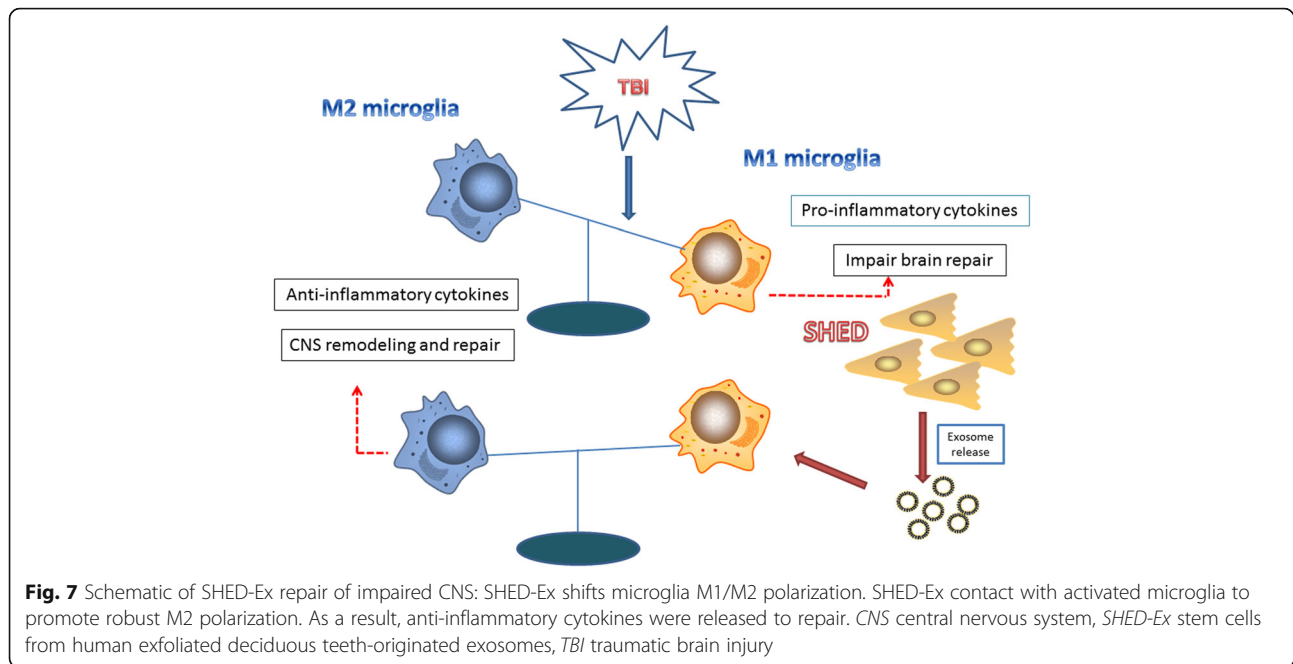 TBI
M2 microglia
M1 microglia
Pro-inflammatory cytokines
Impair brain repair
Anti-inflammatory cytokines
CNS remodeling and repair
SHED
Exosome
release
Fig. 7 Schematic of SHED-Ex repair of impaired CNS: SHED-Ex shifts microglia M1/M2 polarization. SHED-Ex contact with activated microglia to
promote robust M2 polarization. As a result, anti-inflammatory cytokines were released to repair. CNS central nervous system, SHED-Ex stem cells
from human exfoliated deciduous teeth-originated exosomes, TBI traumatic brain injury